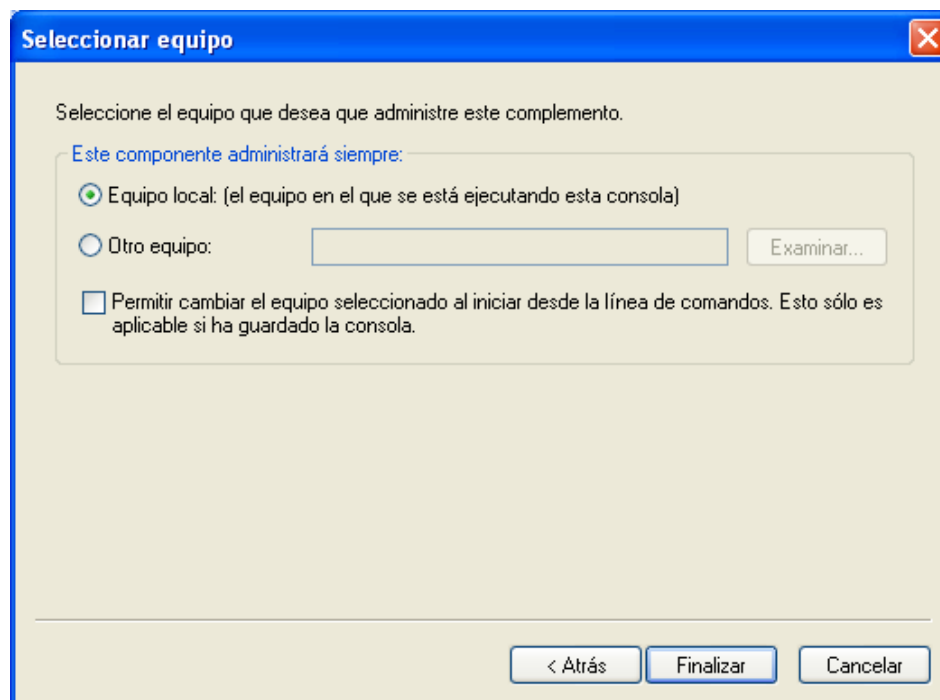 Seleccionar equipo
Seleccione el equipo que desea que administre este complemento.
Este componente administrará siempre:
Equipo local: (el equipo en el que se está ejecutando esta consola)
Otro equipo:
Examinar...
Permitir cambiar el equipo seleccionado al iniciar desde la línea de comandos. Esto sólo es
aplicable si ha guardado la consola.
< Atrás
Finalizar
Cancelar